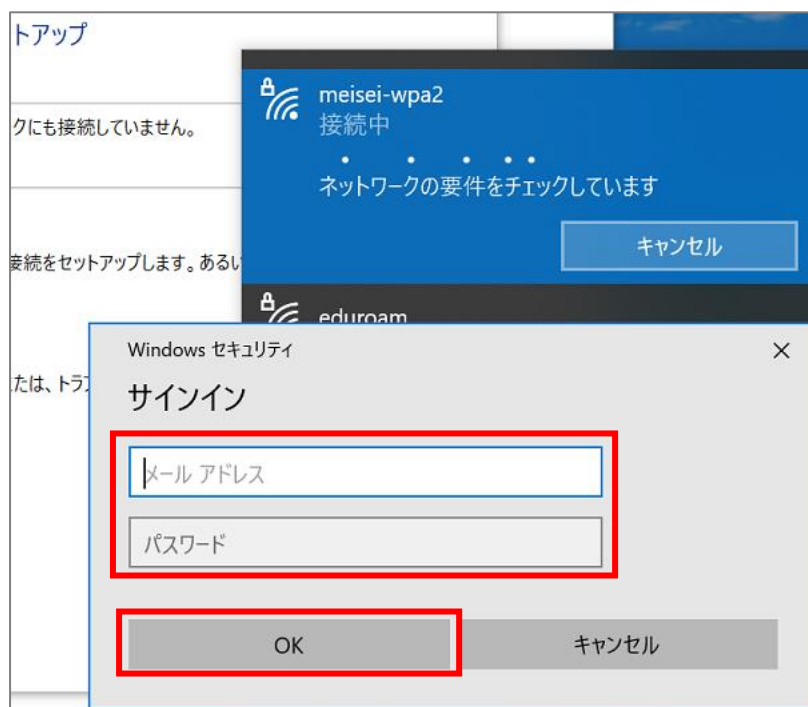 トアップ
クにも接続していません。
接続をセットアップします。あるい
たは、トラ
meisei-wpa2
接続中
ネットワークの要件をチェックしています
キャンセル
eduroam
Windows セキュリティ
サインイン
メール アドレス
パスワード
OK
キャンセル